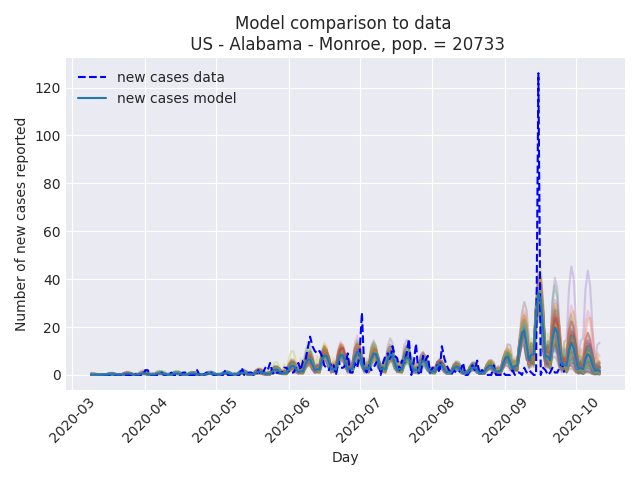 Model comparison to data
US - Alabama - Monroe, pop. = 20733
new cases data
new cases model
Number of new cases reported
120
100
80
60
40
20
0
2020-03
2020-04
2020-05
2020-06
2020-07
2020-08
2020-09
2020-10
Day